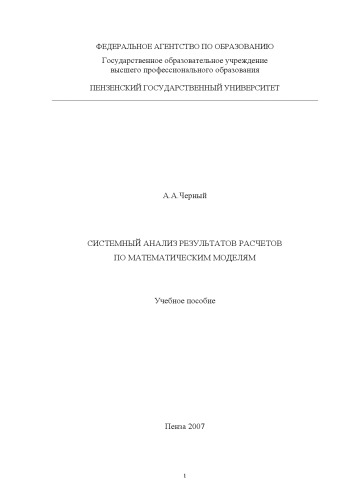 ФЕДЕРАЛЬНОЕ АГЕНТСТВО ПО ОБРАЗОВАНИЮ
Государственное образовательное учреждение
высшего профессионального образования
ПЕНЗЕНСКИЙ ГОСУДАРСТВЕННЫЙ УНИВЕРСИТЕТ
А.А.Черный
СИСТЕМНЫЙ АНАЛИЗ РЕЗУЛЬТАТОВ РАСЧЕТОВ
ПО МАТЕМАТИЧЕСКИМ МОДЕЛЯМ
Учебное пособие
Пенза 2007
1